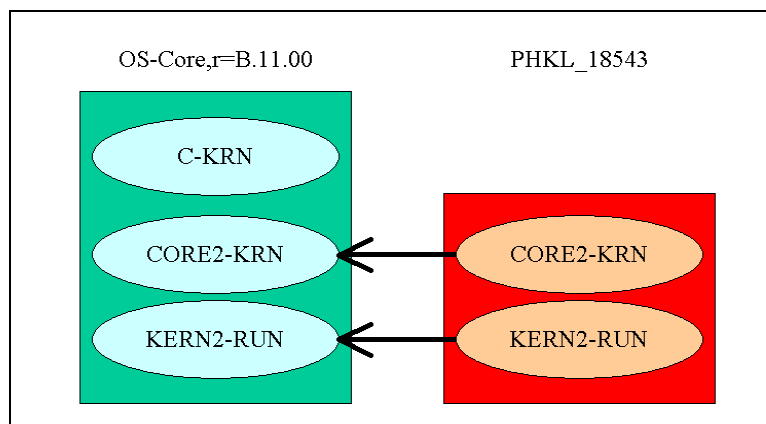 OS-Core,r=B.11.00
PHKL_18543
C-KRN
CORE2-KRN
CORE2-KRN
KERN2-RUN
KERN2-RUN